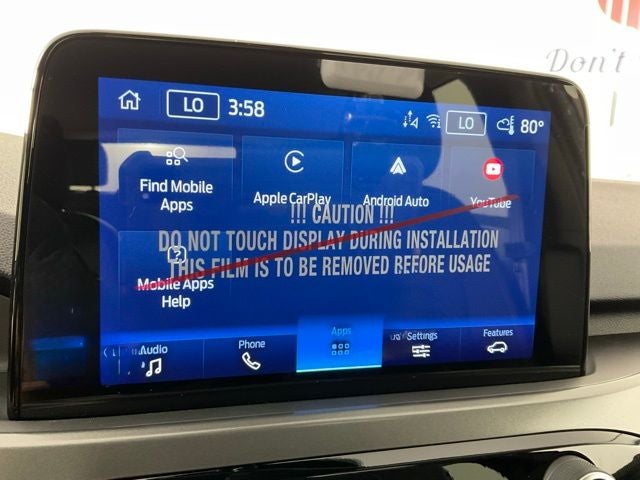 LO 3:58 LO 80°
Find Mobile
Apps
Apple CarPlay
Android Auto
YouTube
!!! CAUTION !!!
DO NOT TOUCH DISPLAY DURING INSTALLATION
THIS FILM IS TO BE REMOVED BEFORE USAGE
Mobile Apps
Help
Audio
Phone
Apps
Settings
Features
Don't